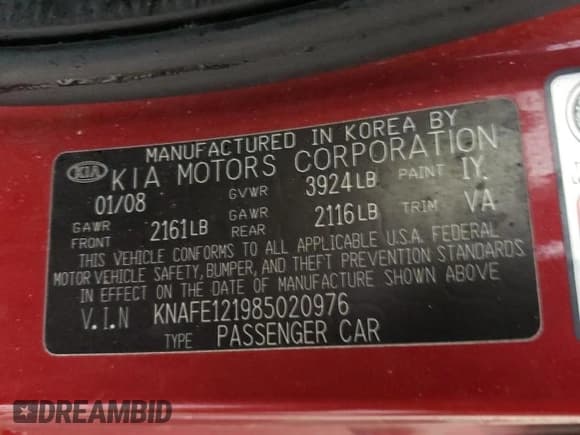 MANUFACTURED IN KOREA BY
KIA KIA MOTORS CORPORATION
01/08 GVWR 3924LB PAINT IY
GAWR FRONT 2161LB GAWR REAR 2116LB TRIM VA
THIS VEHICLE CONFORMS TO ALL APPLICABLE U.S.A. FEDERAL
MOTOR VEHICLE SAFETY, BUMPER, AND THEFT PREVENTION STANDARDS
IN EFFECT ON THE DATE OF MANUFACTURE SHOWN ABOVE
V.I.N KNAFE121985020976
TYPE PASSENGER CAR
DREAMBID